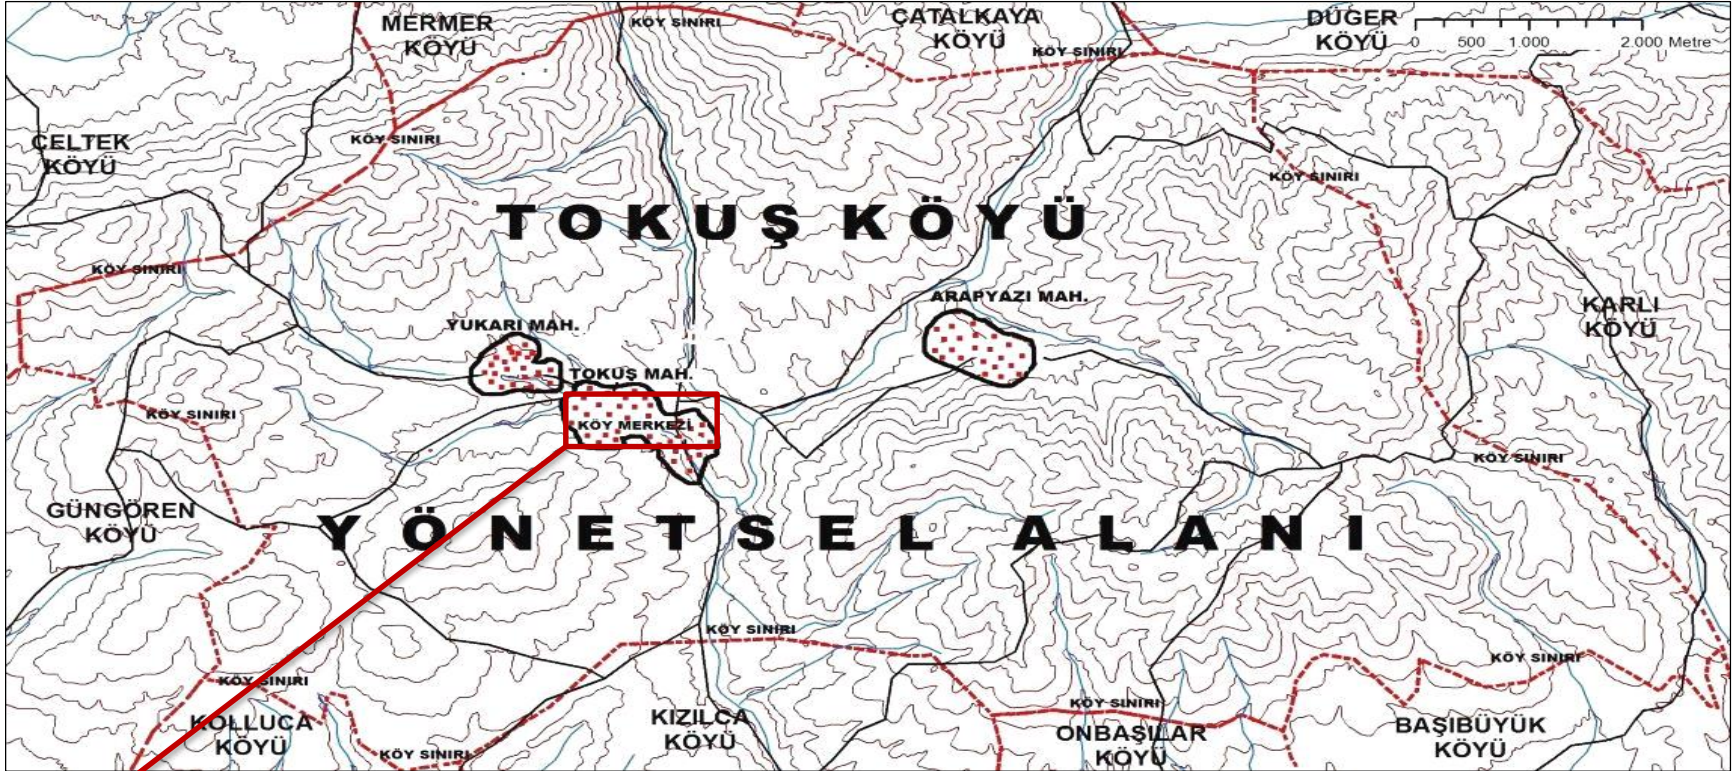 MERMER
KÖYÜ
KÖY SINIRI
ÇATALKAYA
KÖYÜ
KÖY SINIRI
DÜĞER
KÖYÜ
0 500 1.000 2.000 Metre
ÇELTEK
KÖYÜ
KÖY SINIRI
KÖY SINIRI
TOKUŞ KÖYÜ
KÖY SINIRI
ARAPYAZI MAH.
KARLI
KÖYÜ
YUKARI MAH.
TOKUŞ MAH.
KÖY SINIRI
KÖY MERKEZİ
KÖY SINIRI
GÜNGÖREN
KÖYÜ
YÖNETSEL ALANI
KÖY SINIRI
KÖY SINIRI
KÖY SINIRI
KOLLUCA
KÖYÜ
KIZILCA
KÖYÜ
KÖY SINIRI
ONBAŞILAR
KÖYÜ
BAŞIBÜYÜK
KÖYÜ
KÖY SINIRI